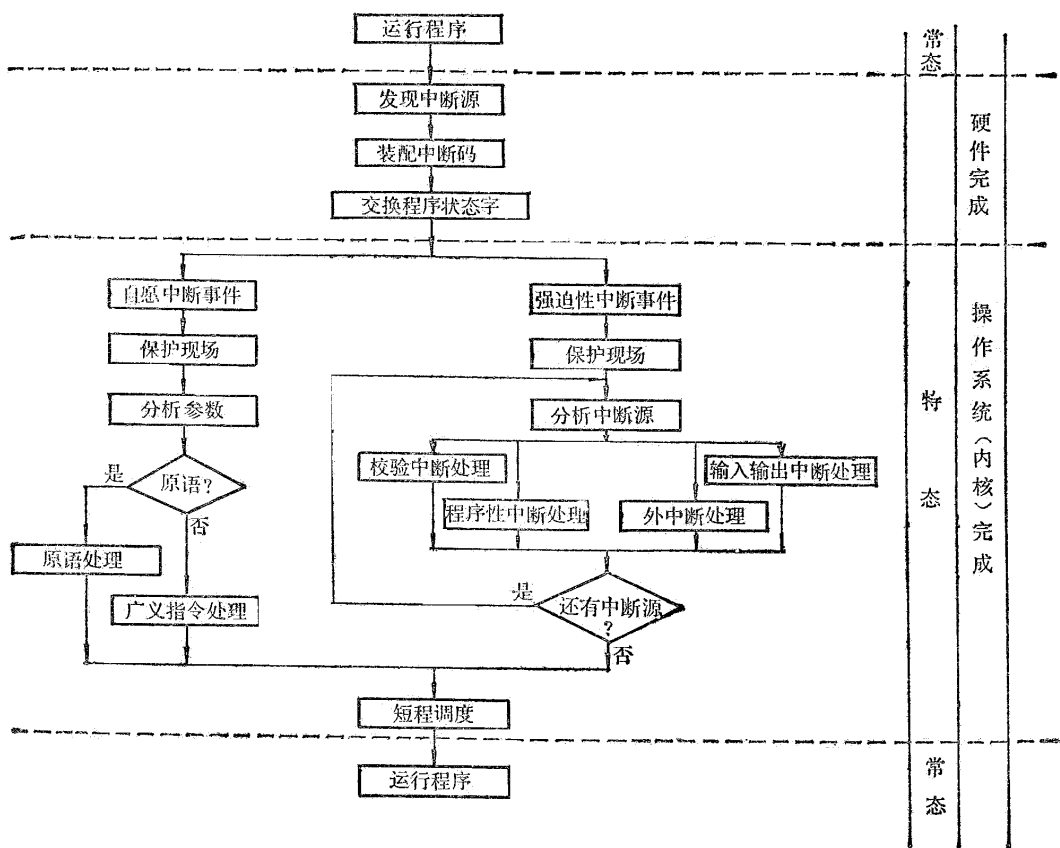 运行程序
常态
发现中断源
装配中断码
交换程序状态字
硬件完成
自愿中断事件
强迫性中断事件
保护现场
保护现场
分析参数
分析中断源
校验中断处理
输入输出中断处理
程序性中断处理
外中断处理
原语?
是
否
原语处理
广义指令处理
还有中断源
?
是
否
短程调度
特态
操作系统(内核)完成
运行程序
常态